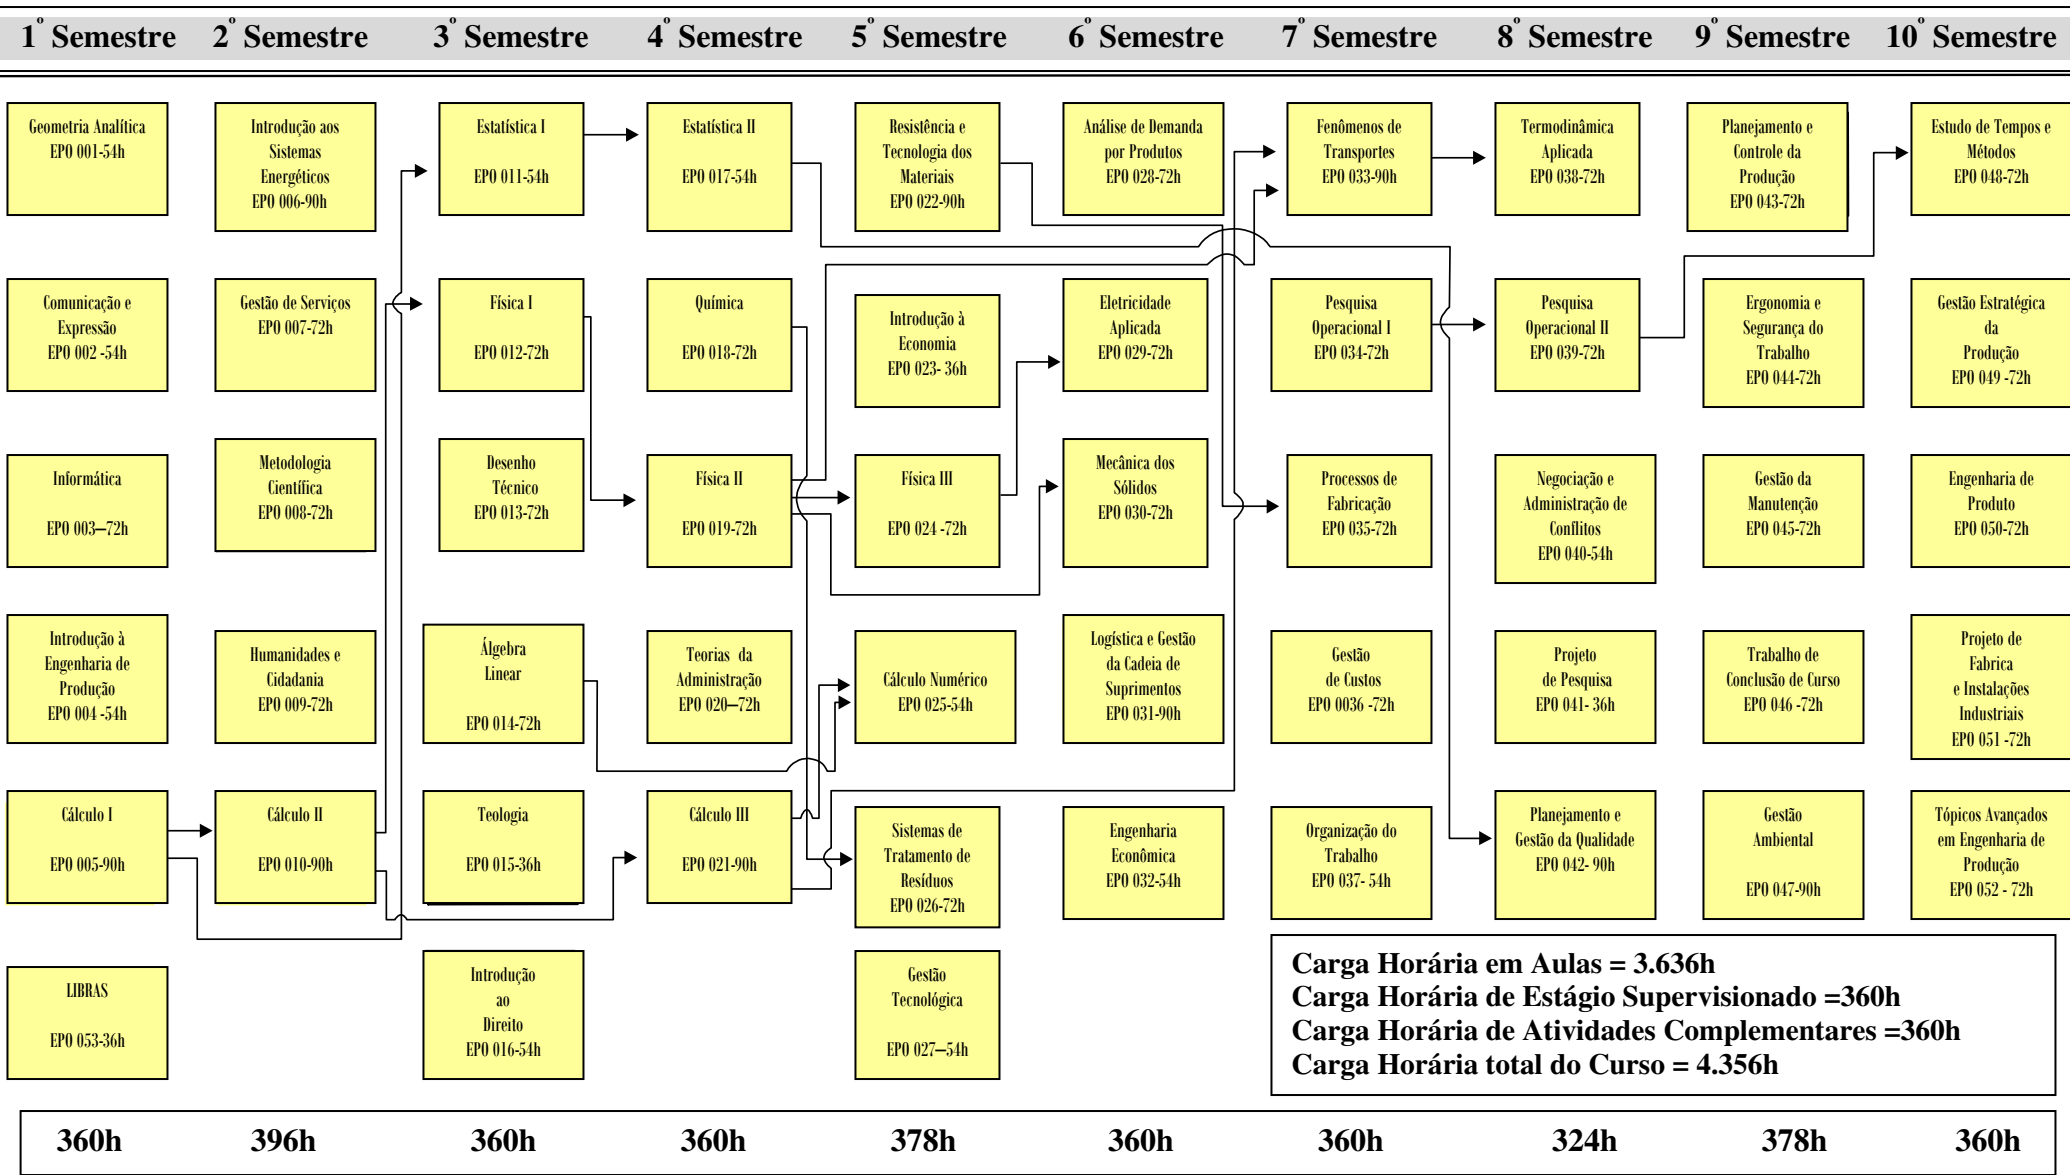 1º Semestre 2º Semestre 3º Semestre 4º Semestre 5º Semestre 6º Semestre 7º Semestre 8º Semestre 9º Semestre 10º Semestre
Geometria Analítica
EPO 001-54h
Comunicação e
Expressão
EPO 002 -54h
Informática
EPO 003–72h
Introdução à
Engenharia de
Produção
EPO 004 -54h
Cálculo I
EPO 005-90h
LIBRAS
EPO 053-36h
Introdução aos
Sistemas
Energéticos
EPO 006-90h
Gestão de Serviços
EPO 007-72h
Metodologia
Científica
EPO 008-72h
Humanidades e
Cidadania
EPO 009-72h
Cálculo II
EPO 010-90h
Estatística I
EPO 011-54h
Física I
EPO 012-72h
Desenho
Técnico
EPO 013-72h
Álgebra
Linear
EPO 014-72h
Teologia
EPO 015-36h
Introdução
ao
Direito
EPO 016-54h
Estatística II
EPO 017-54h
Química
EPO 018-72h
Física II
EPO 019-72h
Teorias da
Administração
EPO 020–72h
Cálculo III
EPO 021-90h
Resistência e
Tecnologia dos
Materiais
EPO 022-90h
Introdução à
Economia
EPO 023- 36h
Física III
EPO 024 -72h
Cálculo Numérico
EPO 025-54h
Sistemas de
Tratamento de
Resíduos
EPO 026-72h
Gestão
Tecnológica
EPO 027–54h
Análise de Demanda
por Produtos
EPO 028-72h
Eletricidade
Aplicada
EPO 029-72h
Mecânica dos
Sólidos
EPO 030-72h
Logística e Gestão
da Cadeia de
Suprimentos
EPO 031-90h
Engenharia
Econômica
EPO 032-54h
Fenômenos de
Transportes
EPO 033-90h
Pesquisa
Operacional I
EPO 034-72h
Processos de
Fabricação
EPO 035-72h
Gestão
de Custos
EPO 0036 -72h
Organização do
Trabalho
EPO 037- 54h
Termodinâmica
Aplicada
EPO 038-72h
Pesquisa
Operacional II
EPO 039-72h
Negociação e
Administração de
Conflitos
EPO 040-54h
Projeto
de Pesquisa
EPO 041- 36h
Planejamento e
Gestão da Qualidade
EPO 042- 90h
Planejamento e
Controle da
Produção
EPO 043-72h
Ergonomia e
Segurança do
Trabalho
EPO 044-72h
Gestão da
Manutenção
EPO 045-72h
Trabalho de
Conclusão de Curso
EPO 046 -72h
Gestão
Ambiental
EPO 047-90h
Estudo de Tempos e
Métodos
EPO 048-72h
Gestão Estratégica
da
Produção
EPO 049 -72h
Engenharia de
Produto
EPO 050-72h
Projeto de
Fabrica
e Instalações
Industriais
EPO 051 -72h
Tópicos Avançados
em Engenharia de
Produção
EPO 052 - 72h
Carga Horária em Aulas = 3.636h
Carga Horária de Estágio Supervisionado =360h
Carga Horária de Atividades Complementares =360h
Carga Horária total do Curso = 4.356h
360h 396h 360h 360h 378h 360h 360h 324h 378h 360h